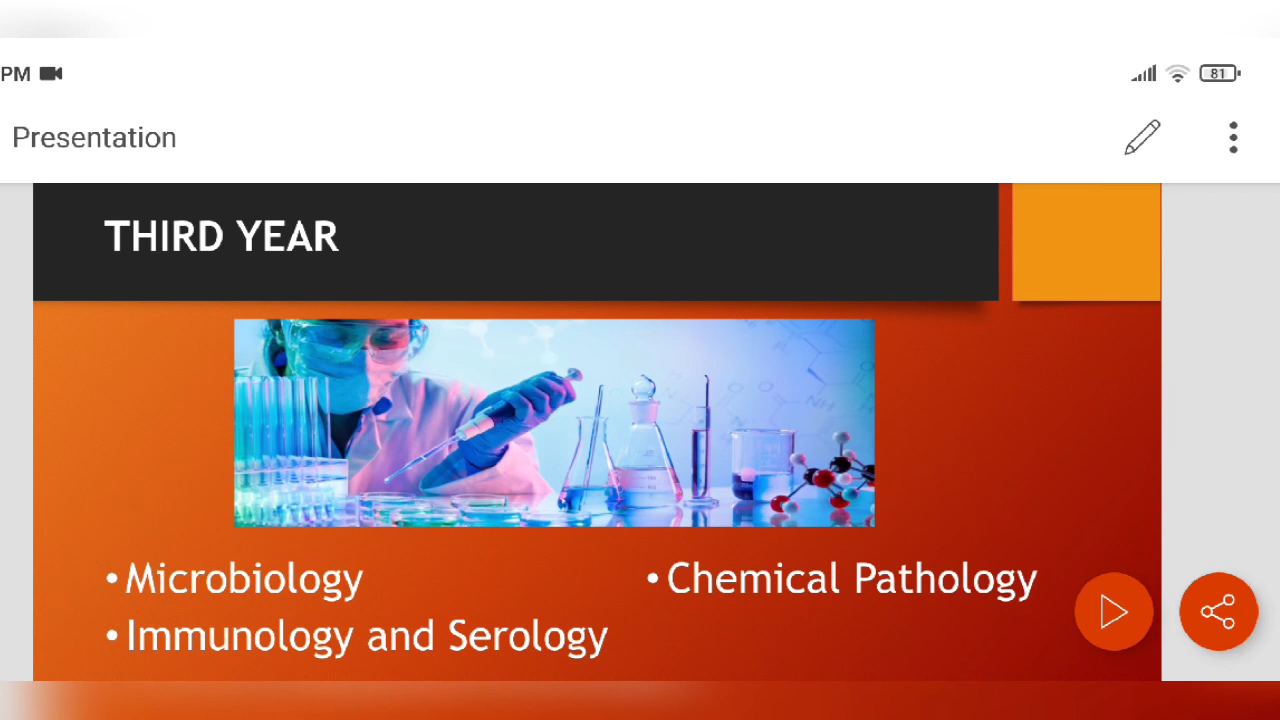 PM
81
Presentation
THIRD YEAR
• Microbiology
• Immunology and Serology
• Chemical Pathology